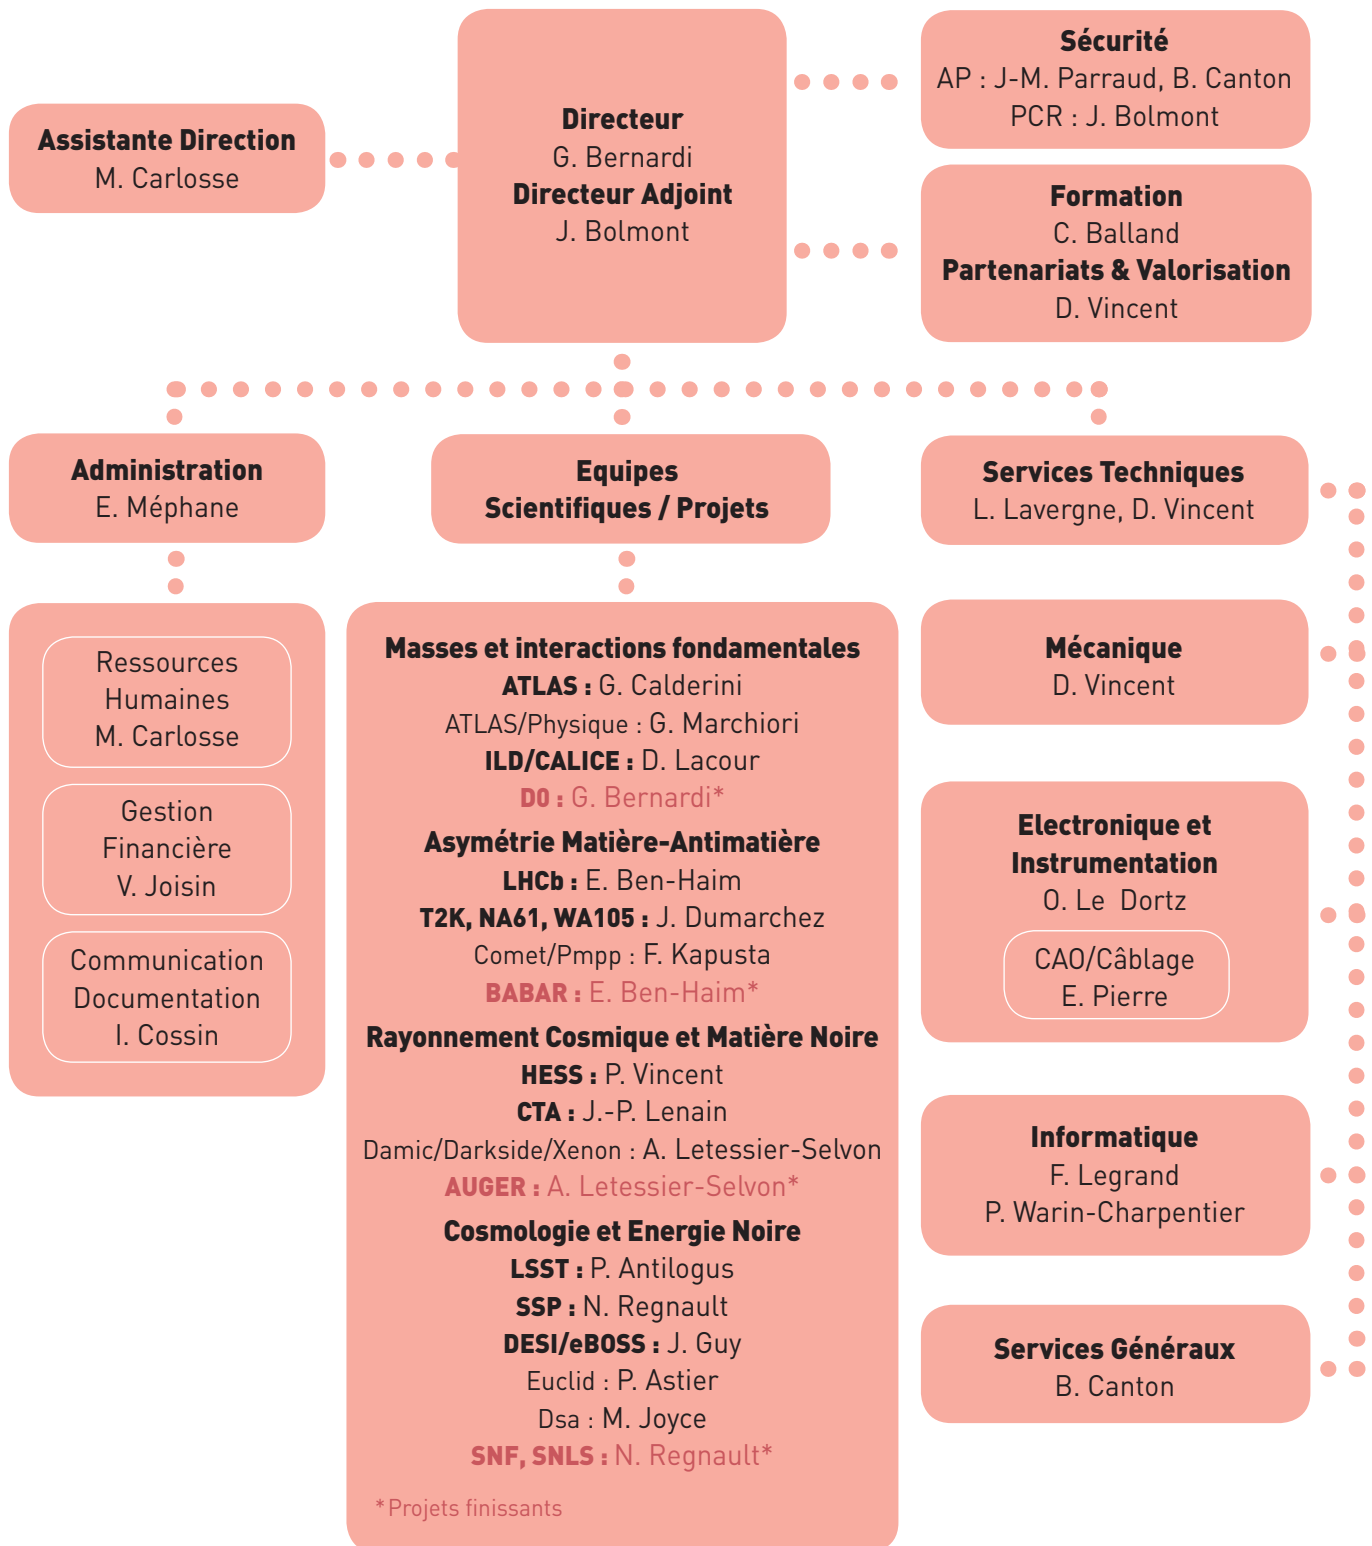 Assistante Direction
M. Carlosse
Directeur
G. Bernardi
Directeur Adjoint
J. Bolmont
Sécurité
AP : J-M. Parraud, B. Canton
PCR : J. Bolmont
Formation
C. Balland
Partenariats & Valorisation
D. Vincent
Administration
E. Méphane
Ressources
Humaines
M. Carlosse
Gestion
Financière
V. Joisin
Communication
Documentation
I. Cossin
Equipes
Scientifiques / Projets
Masses et interactions fondamentales
ATLAS : G. Calderini
ATLAS/Physique : G. Marchiori
ILD/CALICE : D. Lacour
D0 : G. Bernardi*
Asymétrie Matière-Antimatière
LHCb : E. Ben-Haim
T2K, NA61, WA105 : J. Dumarchez
Comet/Pmpp : F. Kapusta
BABAR : E. Ben-Haim*
Rayonnement Cosmique et Matière Noire
HESS : P. Vincent
CTA : J.-P. Lenain
Damic/Darkside/Xenon : A. Letessier-Selvon
AUGER : A. Letessier-Selvon*
Cosmologie et Energie Noire
LSST : P. Antilogus
SSP : N. Regnault
DESI/eBOSS : J. Guy
Euclid : P. Astier
Dsa : M. Joyce
SNF, SNLS : N. Regnault*
*Projets finissants
Services Techniques
L. Lavergne, D. Vincent
Mécanique
D. Vincent
Electronique et
Instrumentation
O. Le Dortz
CAO/Câblage
E. Pierre
Informatique
F. Legrand
P. Warin-Charpentier
Services Généraux
B. Canton